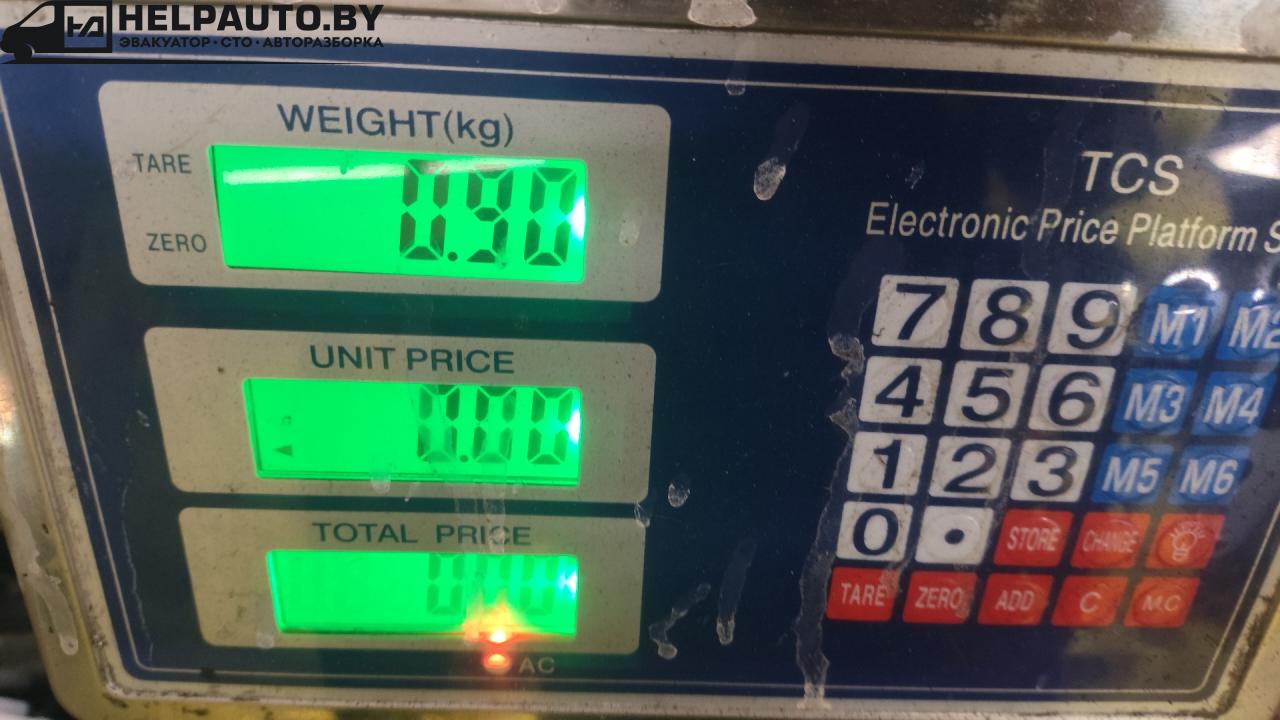 HELPAUTO.BY
ЭВАКУАТОР · СТО · АВТОРАЗБОРКА
WEIGHT(kg)
TARE
0.90
ZERO
UNIT PRICE
0.00
TOTAL PRICE
AC
TCS
Electronic Price Platform
7 8 9 M1 M2
4 5 6 M3 M4
1 2 3 M5 M6
0 . STORE CHANGE
TARE ZERO ADD C M.C